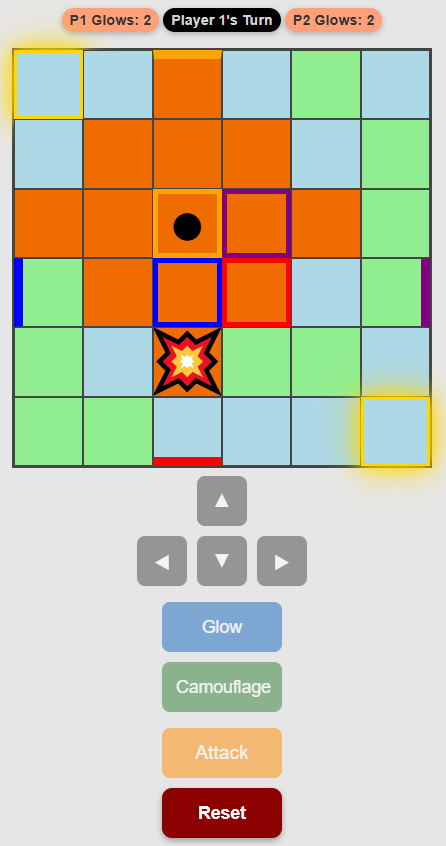 P1 Glows: 2 Player 1's Turn P2 Glows: 2
▲
◀ ▼ ▶
Glow
Camouflage
Attack
Reset